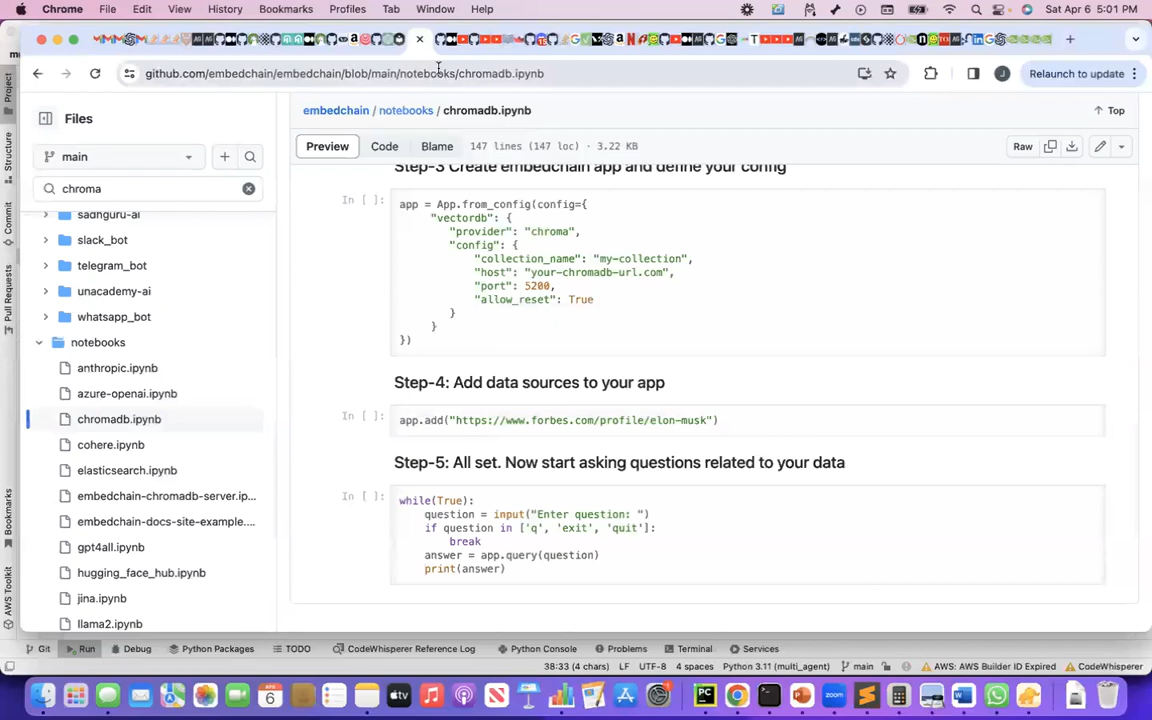 Chrome File Edit View History Bookmarks Profiles Tab Window Help Sat Apr 6 5:01 PM
github.com/embedchain/embedchain/blob/main/notebooks/chromadb.ipynb
Relaunch to update
Files
embedchain / notebooks / chromadb.ipynb
Top
main
Preview Code Blame 147 lines (147 loc) · 3.22 KB
Raw
chroma
sadhguru-ai
slack_bot
telegram_bot
unacademy-ai
whatsapp_bot
notebooks
anthropic.ipynb
azure-openai.ipynb
chromadb.ipynb
cohere.ipynb
elasticsearch.ipynb
embedchain-chromadb-server.ip...
embedchain-docs-site-example....
gpt4all.ipynb
hugging_face_hub.ipynb
jina.ipynb
llama2.ipynb
Step-3 Create embedchain app and define your config
In [ ]:
app = App.from_config(config={
"vectordb": {
"provider": "chroma",
"config": {
"collection_name": "my-collection",
"host": "your-chromadb-url.com",
"port": 5200,
"allow_reset": True
}
}
})
Step-4: Add data sources to your app
In [ ]:
app.add("https://www.forbes.com/profile/elon-musk")
Step-5: All set. Now start asking questions related to your data
In [ ]:
while(True):
question = input("Enter question: ")
if question in ['q', 'exit', 'quit']:
break
answer = app.query(question)
print(answer)
Project
Structure
Commit
Pull Requests
Bookmarks
AWS Toolkit
Git Run Debug Python Packages TODO CodeWhisperer Reference Log Python Console Problems Terminal Services
38:33 (4 chars) LF UTF-8 4 spaces Python 3.11 (multi_agent) main AWS: AWS Builder ID Expired CodeWhisperer